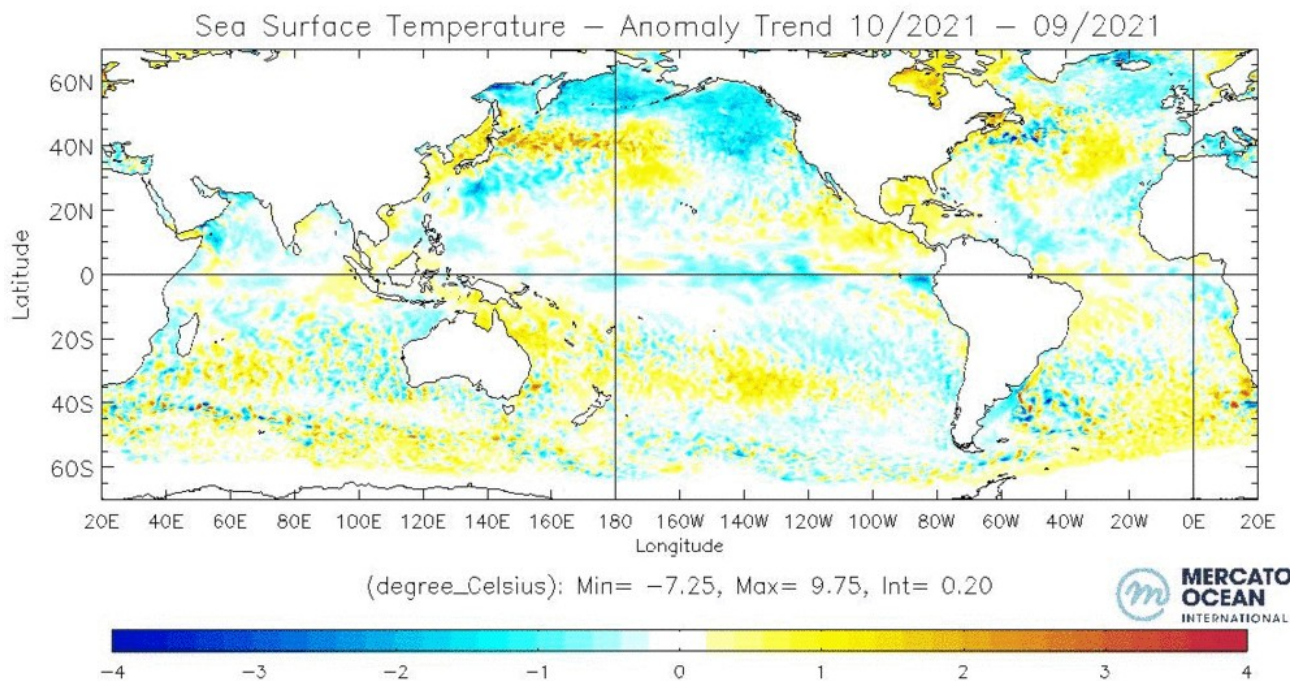 Sea Surface Temperature – Anomaly Trend 10/2021 – 09/2021
60N
40N
20N
0
20S
40S
60S
Latitude
20E 40E 60E 80E 100E 120E 140E 160E 180 160W 140W 120W 100W 80W 60W 40W 20W 0E 20E
Longitude
(degree_Celsius): Min= −7.25, Max= 9.75, Int= 0.20
MERCATO
OCEAN
INTERNATIONAL
−4 −3 −2 −1 0 1 2 3 4